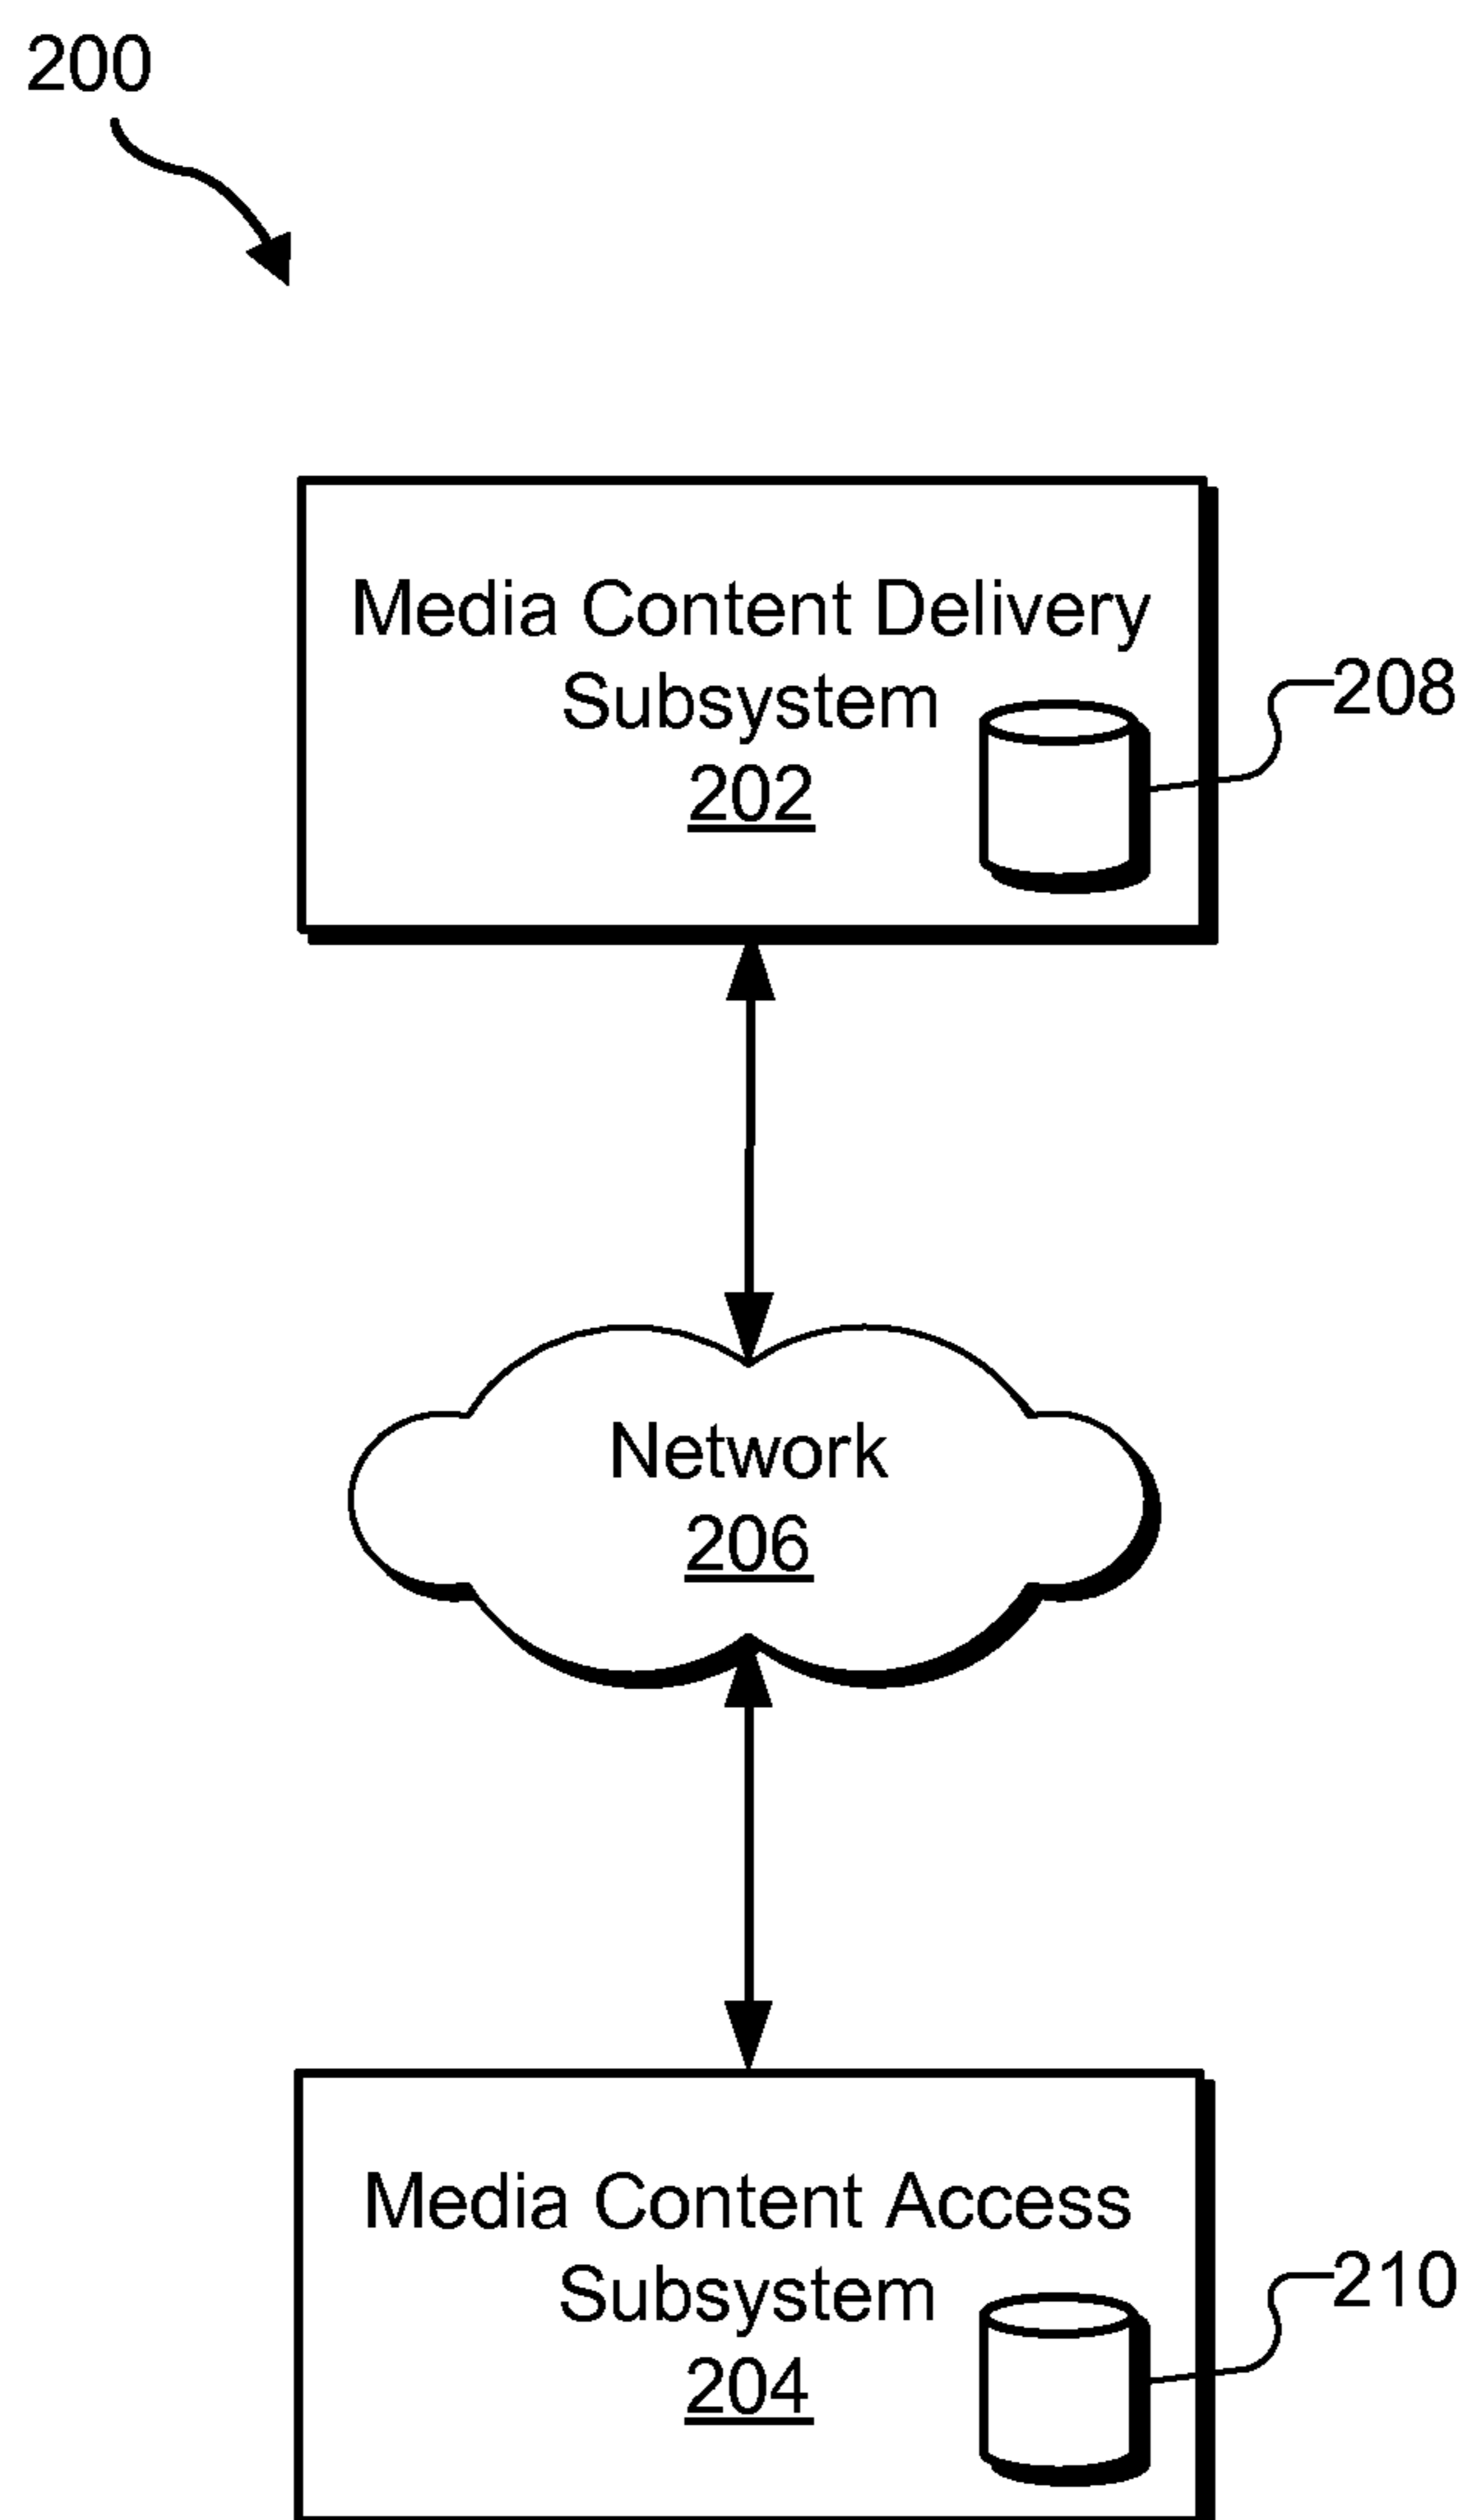 200
Media Content Delivery
Subsystem
208
202
Network
206
Media Content Access
Subsystem
210
204